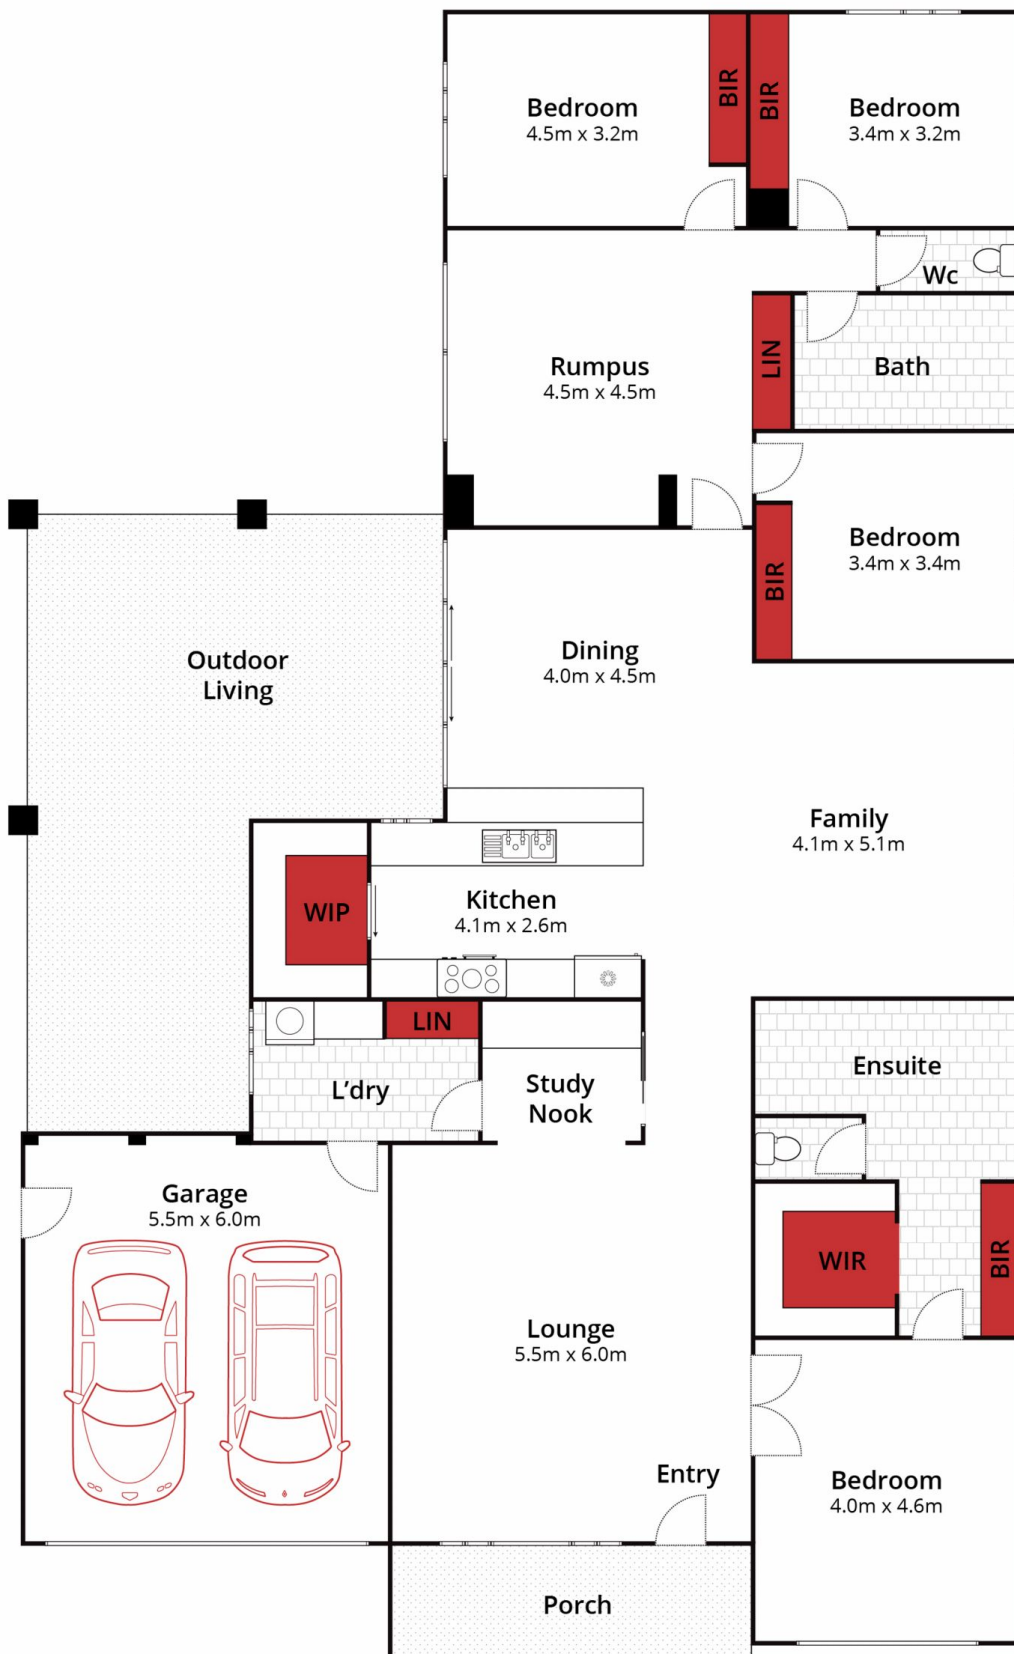 Bedroom
4.5m x 3.2m
BIR
BIR
Bedroom
3.4m x 3.2m
Wc
Rumpus
4.5m x 4.5m
LIN
Bath
Bedroom
3.4m x 3.4m
BIR
Outdoor
Living
Dining
4.0m x 4.5m
Family
4.1m x 5.1m
WIP
Kitchen
4.1m x 2.6m
LIN
L'dry
Study
Nook
Ensuite
Garage
5.5m x 6.0m
WIR
BIR
Lounge
5.5m x 6.0m
Entry
Bedroom
4.0m x 4.6m
Porch